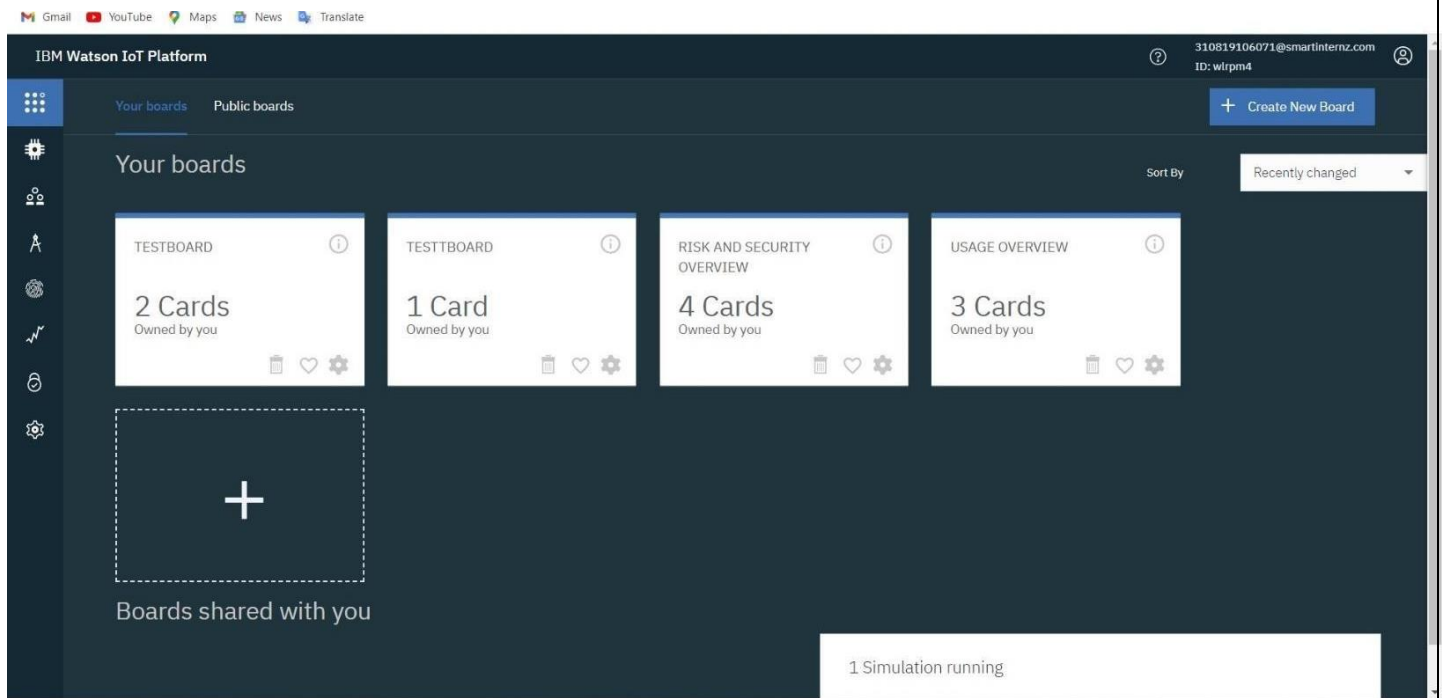 Gmail YouTube Maps News Translate
IBM Watson IoT Platform
310819106071@smartinternz.com
ID: wlrpm4
Your boards Public boards
+ Create New Board
Your boards
Sort By Recently changed
TESTBOARD
2 Cards
Owned by you
TESTTBOARD
1 Card
Owned by you
RISK AND SECURITY
OVERVIEW
4 Cards
Owned by you
USAGE OVERVIEW
3 Cards
Owned by you
Boards shared with you
1 Simulation running